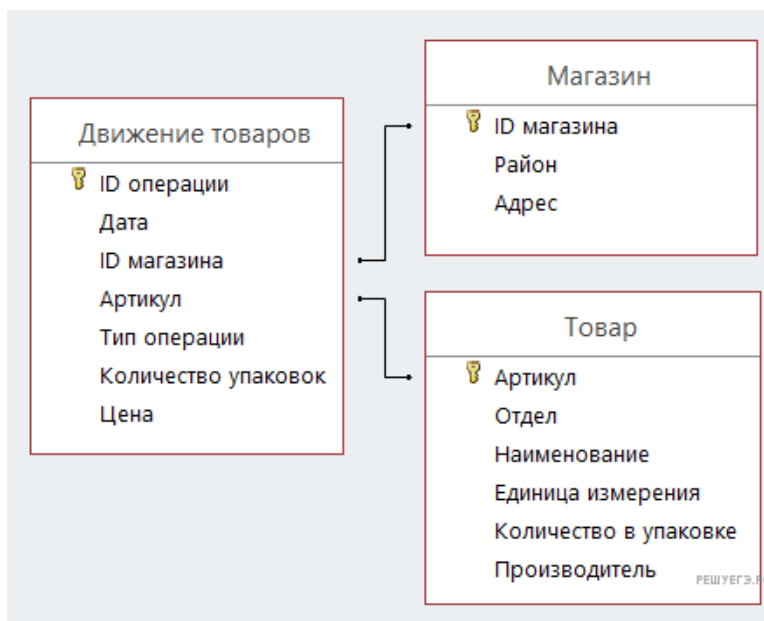 Движение товаров
ID операции
Дата
ID магазина
Артикул
Тип операции
Количество упаковок
Цена
Магазин
ID магазина
Район
Адрес
Товар
Артикул
Отдел
Наименование
Единица измерения
Количество в упаковке
Производитель